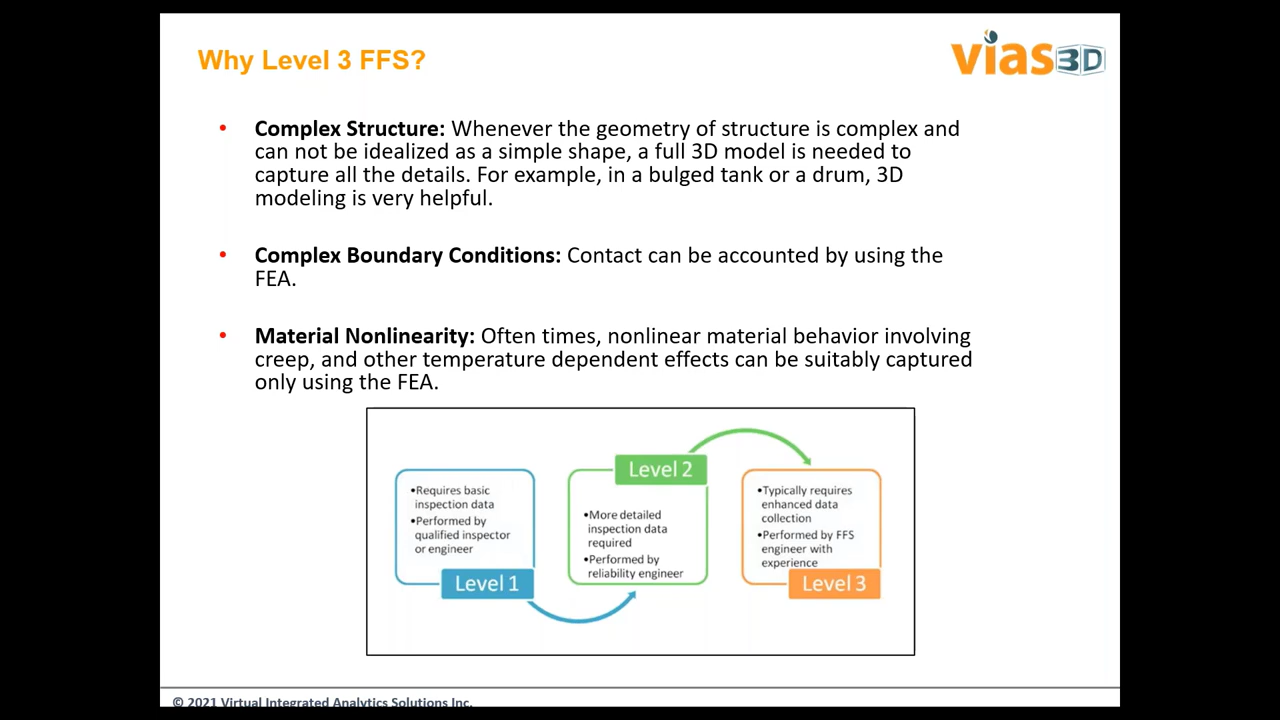 Why Level 3 FFS?
vias3D
• Complex Structure: Whenever the geometry of structure is complex and
can not be idealized as a simple shape, a full 3D model is needed to
capture all the details. For example, in a bulged tank or a drum, 3D
modeling is very helpful.
• Complex Boundary Conditions: Contact can be accounted by using the
FEA.
• Material Nonlinearity: Often times, nonlinear material behavior involving
creep, and other temperature dependent effects can be suitably captured
only using the FEA.
•Requires basic
inspection data
•Performed by
qualified inspector
or engineer
Level 1
Level 2
•More detailed
inspection data
required
•Performed by
reliability engineer
•Typically requires
enhanced data
collection
•Performed by FFS
engineer with
experience
Level 3
© 2021 Virtual Integrated Analytics Solutions Inc.